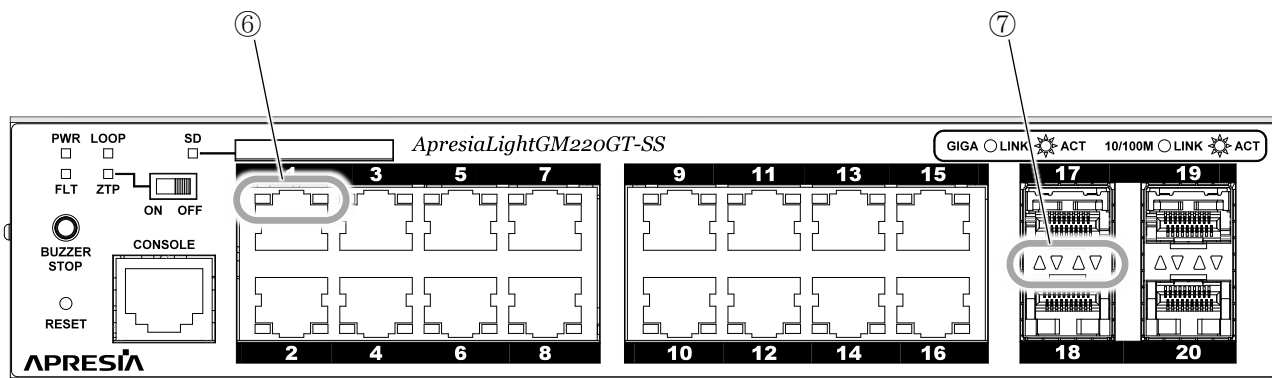 ⑥ ⑦
PWR LOOP SD
ApresiaLightGM220GT-SS
GIGA LINK ACT 10/100M LINK ACT
FLT ZTP
ON OFF
1 3 5 7 9 11 13 15 17 19
BUZZER
STOP
CONSOLE
RESET
APRESIA
2 4 6 8 10 12 14 16 18 20